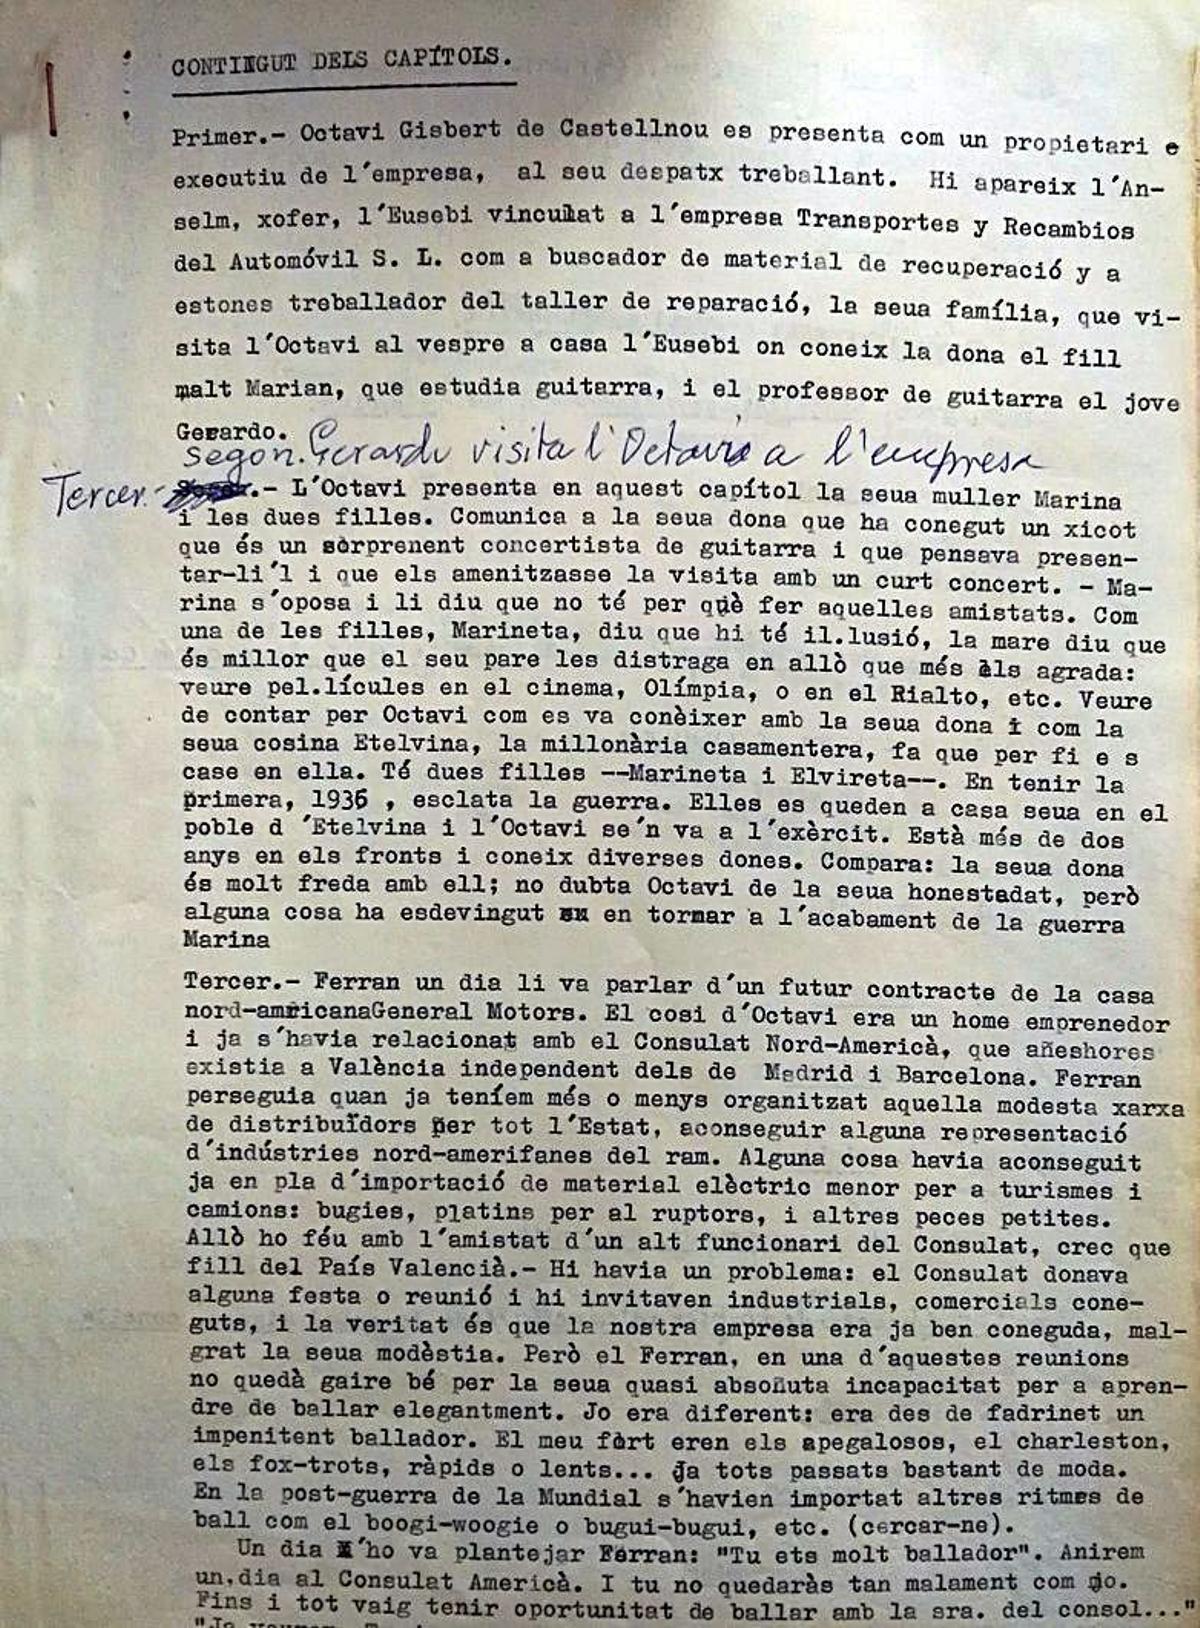 CONTINGUT DELS CAPÍTOLS.
Primer.- Octavi Gisbert de Castellnou es presenta com un propietari e
executiu de l'empresa, al seu despatx treballant. Hi apareix l'An-
selm, xofer, l'Eusebi vinculat a l'empresa Transportes y Recambios
del Automóvil S. L. com a buscador de material de recuperació y a
estones treballador del taller de reparació, la seua família, que vi-
sita l'Octavi al vespre a casa l'Eusebi on coneix la dona el fill
malt Marian, que estudia guitarra, i el professor de guitarra el jove
Gerardo.
Segon. Gerardo visita l'Octavio a l'empresa
Tercer.- L'Octavi presenta en aquest capítol la seua muller Marina
i les dues filles. Comunica a la seua dona que ha conegut un xicot
que és un sorprenent concertista de guitarra i que pensava presen-
tar-li'l i que els amenitzasse la visita amb un curt concert. - Ma-
rina s'oposa i li diu que no té per què fer aquelles amistats. Com
una de les filles, Marineta, diu que hi té il.lusió, la mare diu que
és millor que el seu pare les distraga en allò que més àls agrada:
veure pel.lícules en el cinema, Olímpia, o en el Rialto, etc. Veure
de contar per Octavi com es va conèixer amb la seua dona i com la
seua cosina Etelvina, la millonària casamentera, fa que per fi e s
case en ella. Té dues filles --Marineta i Elvireta--. En tenir la
primera, 1936 , esclata la guerra. Elles es queden a casa seua en el
poble d 'Etelvina i l'Octavi se'n va a l'exèrcit. Està més de dos
anys en els fronts i coneix diverses dones. Compara: la seua dona
és molt freda amb ell; no dubta Octavi de la seua honestadat, però
alguna cosa ha esdevingut en tornar a l'acabament de la guerra
Marina
Tercer.- Ferran un dia li va parlar d'un futur contracte de la casa
nord-americanaGeneral Motors. El cosi d'Octavi era un home emprenedor
i ja s'havia relacionat amb el Consulat Nord-Americà, que añeshores
existia a València independent dels de Madrid i Barcelona. Ferran
perseguia quan ja teníem més o menys organitzat aquella modesta xarxa
de distribuïdors per tot l'Estat, aconseguir alguna representació
d'indústries nord-amerifanes del ram. Alguna cosa havia aconseguit
ja en pla d'importació de material elèctric menor per a turismes i
camions: bugies, platins per al ruptors, i altres peces petites.
Allò ho féu amb l'amistat d'un alt funcionari del Consulat, crec que
fill del País Valencià.- Hi havia un problema: el Consulat donava
alguna festa o reunió i hi invitaven industrials, comercials cone-
guts, i la veritat és que la nostra empresa era ja ben coneguda, mal-
grat la seua modèstia. Però el Ferran, en una d'aquestes reunions
no quedà gaire bé per la seua quasi absoluta incapacitat per a apren-
dre de ballar elegantment. Jo era diferent: era des de fadrinet un
impenitent ballador. El meu fort eren els apegalosos, el charleston,
els fox-trots, ràpids o lents... Ja tots passats bastant de moda.
En la post-guerra de la Mundial s'havien importat altres ritmes de
ball com el boogi-woogie o bugui-bugui, etc. (cercar-ne).
Un dia m'ho va plantejar Ferran: "Tu ets molt ballador". Anirem
un.dia al Consulat Americà. I tu no quedaràs tan malament com jo.
Fins i tot vaig tenir oportunitat de ballar amb la sra. del consol..."